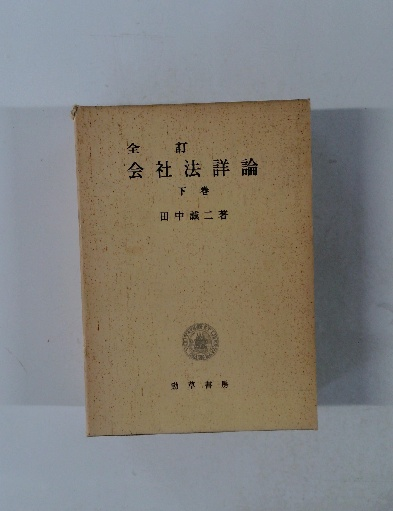 全訂
会社法詳論
下巻
田中誠二著
勁草書房